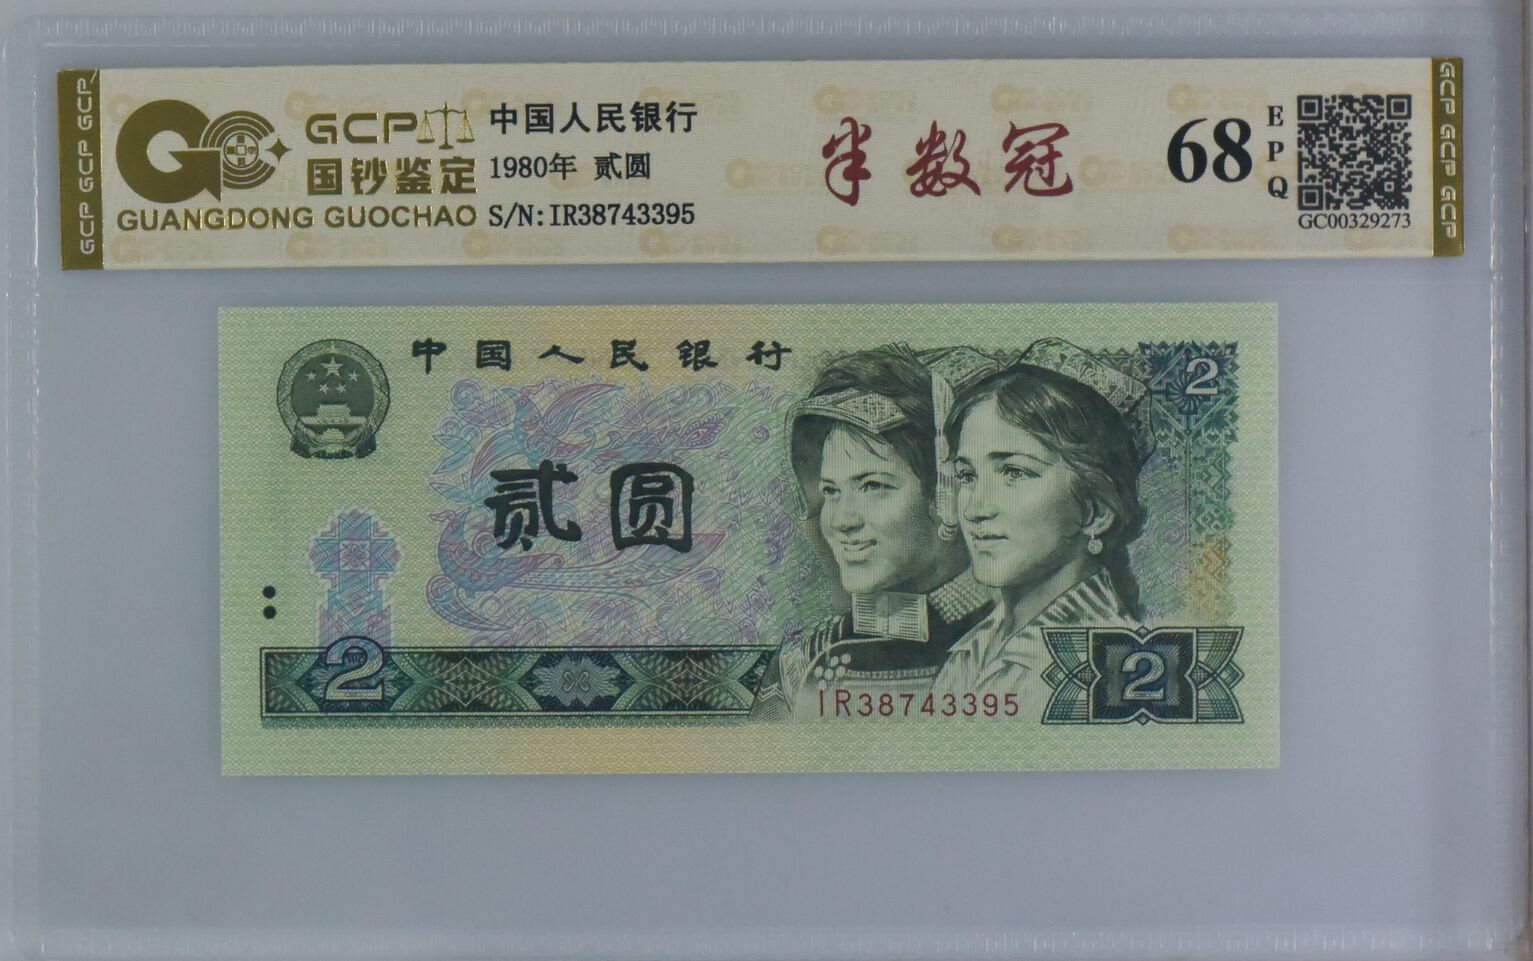 GCP GCP GCP
GCP
国钞鉴定
GUANGDONG GUOCHAO
中国人民银行
1980年 贰圆
S/N:IR38743395
半数冠
68
EPQ
GC00329273
GCP GCP GCP
中国人民银行
2
贰圆
2
IR38743395
2